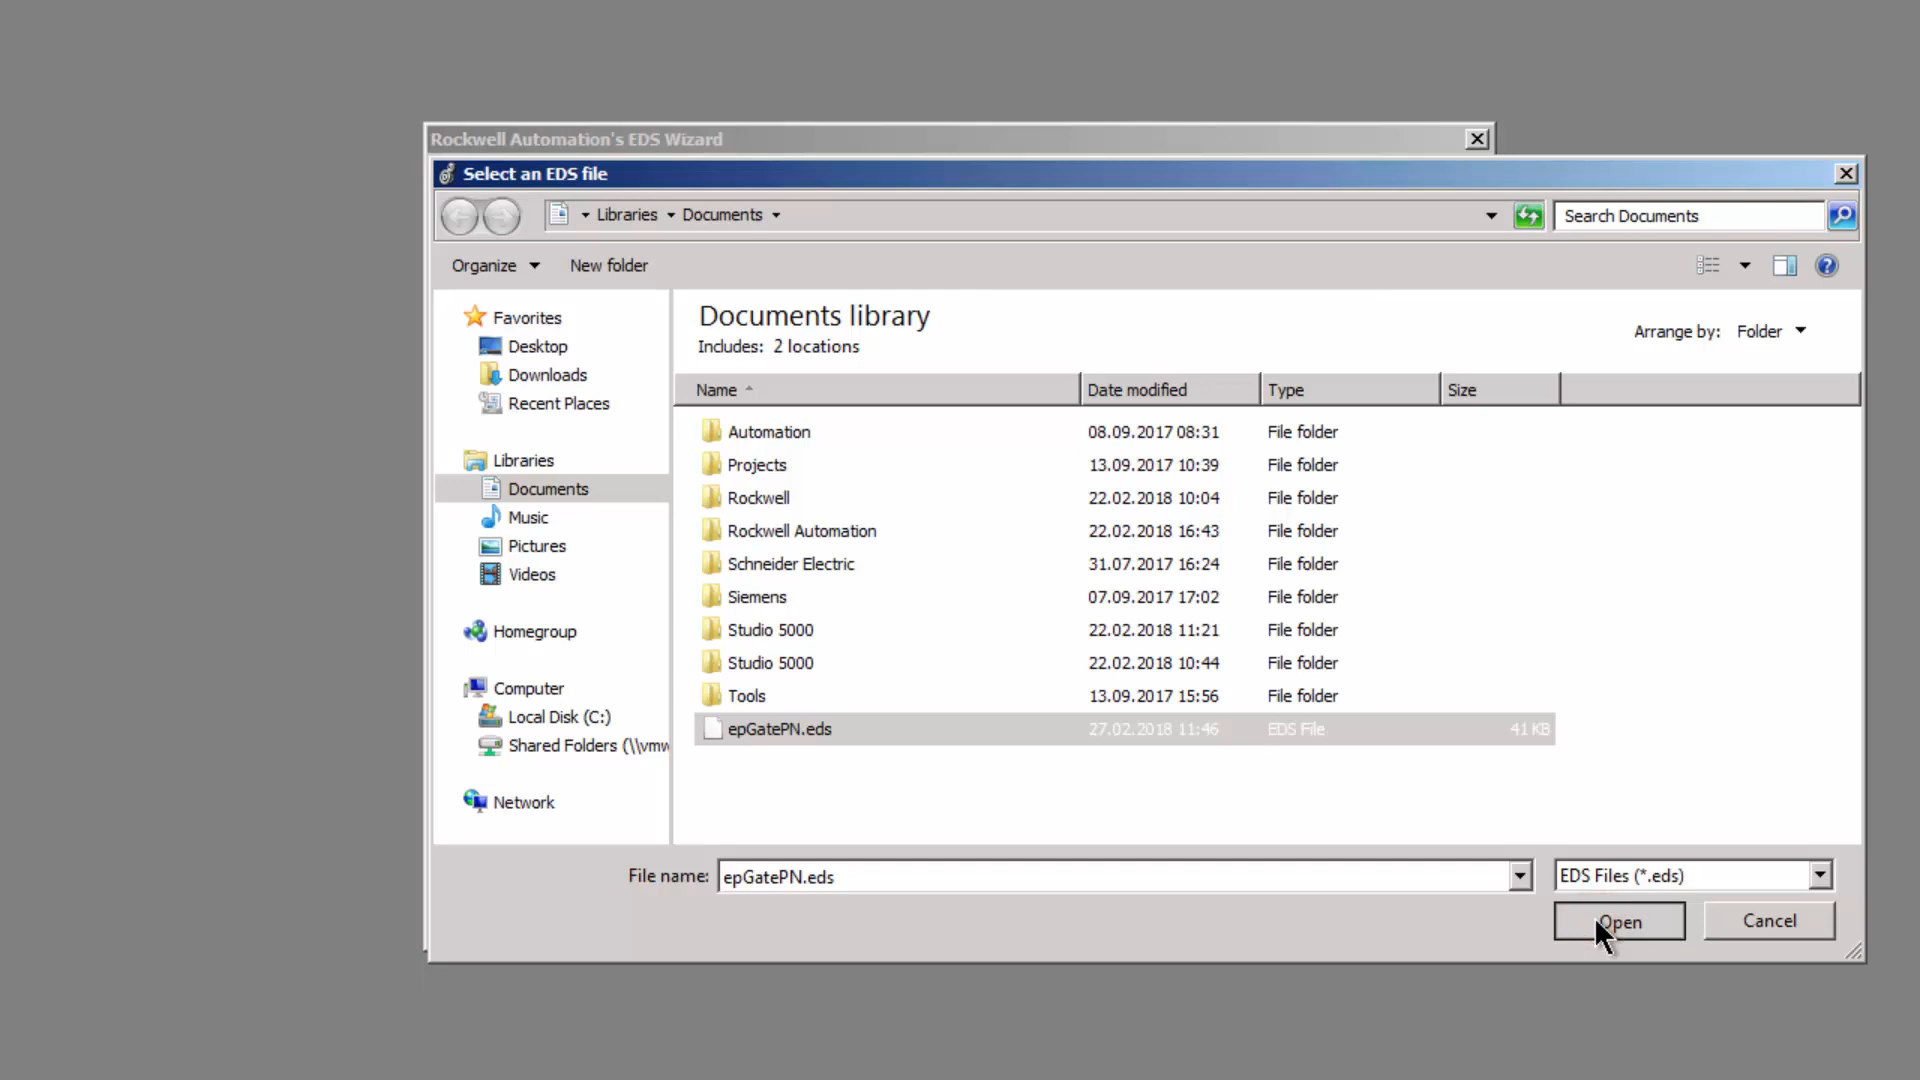 Rockwell Automation's EDS Wizard
Select an EDS file
Libraries Documents
Search Documents
Organize New folder
Favorites
Desktop
Downloads
Recent Places
Libraries
Documents
Music
Pictures
Videos
Homegroup
Computer
Local Disk (C:)
Shared Folders (\\vmw
Network
Documents library
Includes: 2 locations
Arrange by: Folder
Name Date modified Type Size
Automation 08.09.2017 08:31 File folder
Projects 13.09.2017 10:39 File folder
Rockwell 22.02.2018 10:04 File folder
Rockwell Automation 22.02.2018 16:43 File folder
Schneider Electric 31.07.2017 16:24 File folder
Siemens 07.09.2017 17:02 File folder
Studio 5000 22.02.2018 11:21 File folder
Studio 5000 22.02.2018 10:44 File folder
Tools 13.09.2017 15:56 File folder
epGatePN.eds 27.02.2018 11:46 EDS File 41 KB
File name: epGatePN.eds EDS Files (*.eds)
Open Cancel